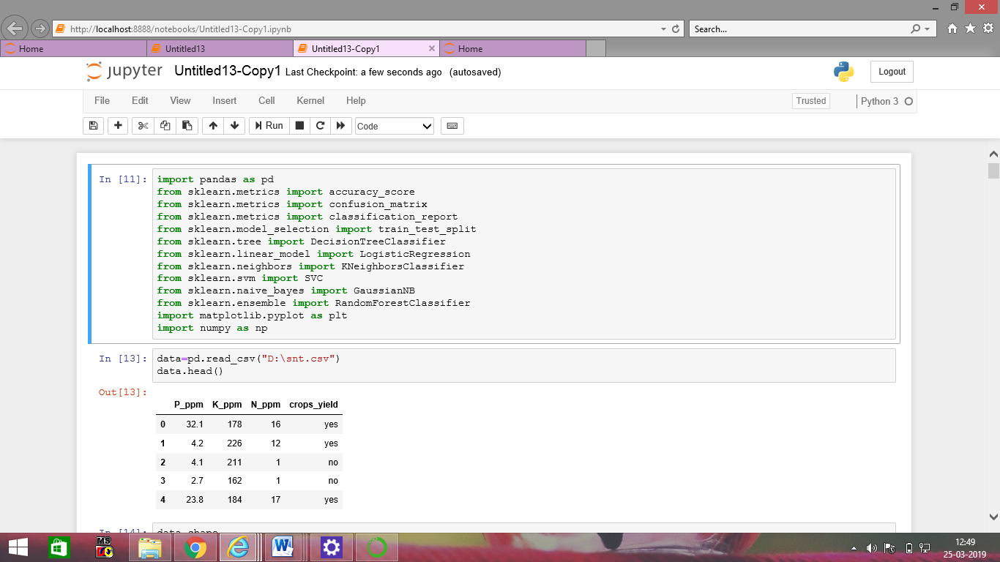 http://localhost:8888/notebooks/Untitled13-Copy1.ipynb
Search...
Home
Untitled13
Untitled13-Copy1
Home
jupyter Untitled13-Copy1 Last Checkpoint: a few seconds ago (autosaved)
Logout
File Edit View Insert Cell Kernel Help
Trusted
Python 3
Run
Code
In [11]:
import pandas as pd
from sklearn.metrics import accuracy_score
from sklearn.metrics import confusion_matrix
from sklearn.metrics import classification_report
from sklearn.model_selection import train_test_split
from sklearn.tree import DecisionTreeClassifier
from sklearn.linear_model import LogisticRegression
from sklearn.neighbors import KNeighborsClassifier
from sklearn.svm import SVC
from sklearn.naive_bayes import GaussianNB
from sklearn.ensemble import RandomForestClassifier
import matplotlib.pyplot as plt
import numpy as np
In [13]:
data=pd.read_csv("D:\snt.csv")
data.head()
Out[13]:
P_ppm K_ppm N_ppm crops_yield
0 32.1 178 16 yes
1 4.2 226 12 yes
2 4.1 211 1 no
3 2.7 162 1 no
4 23.8 184 17 yes
In [14]:
data.shape
MS
12:49
25-03-2019